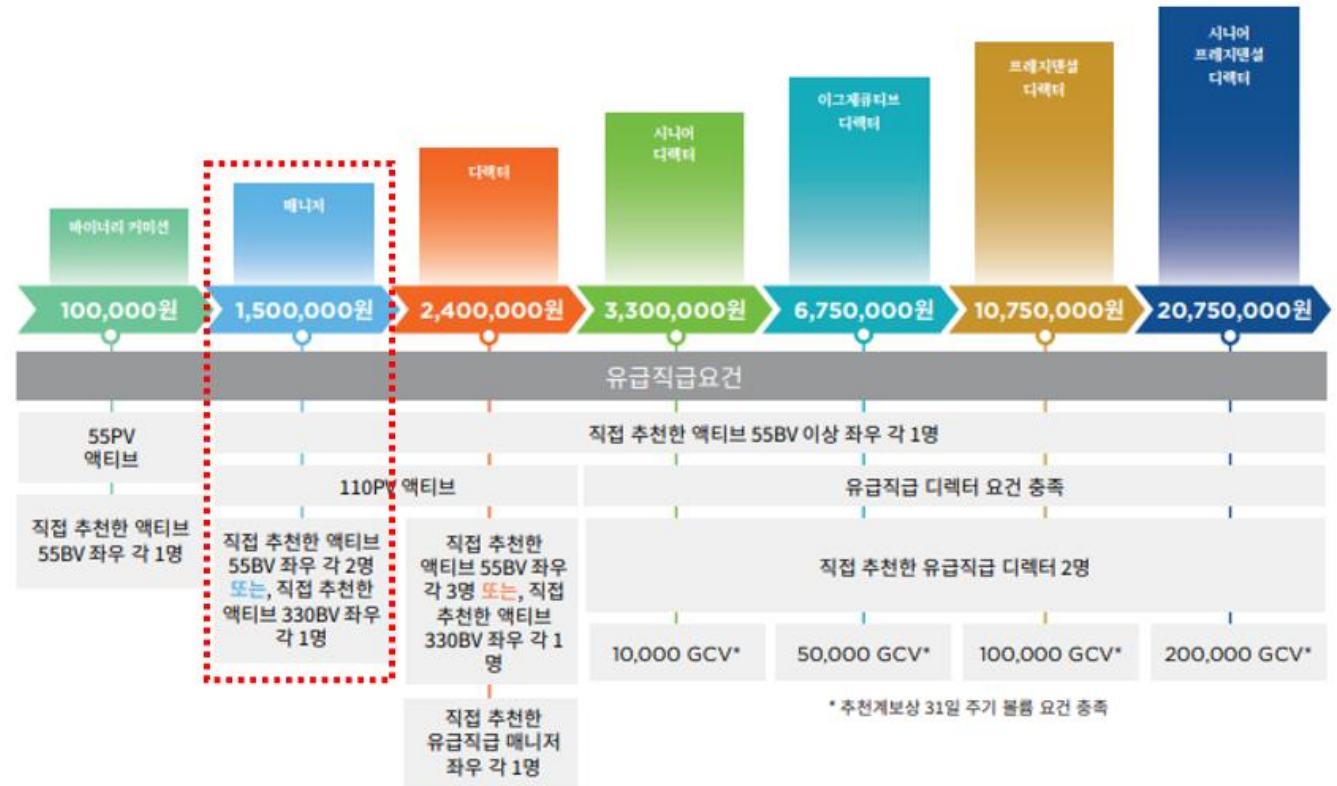 바이너리 커미션
매니저
디렉터
시니어
디렉터
이그제큐티브
디렉터
프레지덴셜
디렉터
시니어
프레지덴셜
디렉터
100,000원
1,500,000원
2,400,000원
3,300,000원
6,750,000원
10,750,000원
20,750,000원
유급직급요건
55PV
액티브
직접 추천한 액티브 55BV 이상 좌우 각 1명
110PV 액티브
유급직급 디렉터 요건 충족
직접 추천한 액티브
55BV 좌우 각 1명
직접 추천한 액티브
55BV 좌우 각 2명
또는, 직접 추천한
액티브 330BV 좌우
각 1명
직접 추천한
액티브 55BV 좌우
각 3명 또는, 직접
추천한 액티브
330BV 좌우 각 1
명
직접 추천한 유급직급 디렉터 2명
10,000 GCV*
50,000 GCV*
100,000 GCV*
200,000 GCV*
직접 추천한
유급직급 매니저
좌우 각 1명
* 추천계보상 31일 주기 볼륨 요건 충족